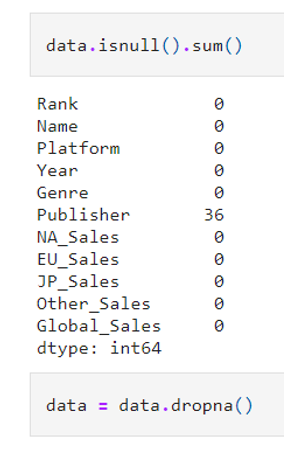 data.isnull().sum()
Rank 0
Name 0
Platform 0
Year 0
Genre 0
Publisher 36
NA_Sales 0
EU_Sales 0
JP_Sales 0
Other_Sales 0
Global_Sales 0
dtype: int64
data = data.dropna()